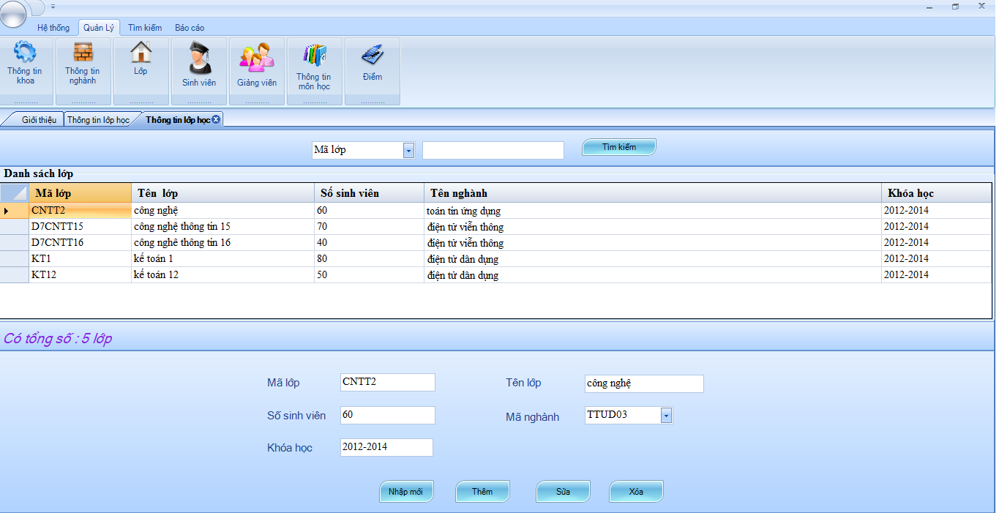 Hệ thống Quản Lý Tìm kiếm Báo cáo
Thông tin khoa
Thông tin nghành
Lớp
Sinh viên
Giảng viên
Thông tin môn học
Điểm
Giới thiệu Thông tin lớp học Thông tin lớp học
Mã lớp Tìm kiếm
Danh sách lớp
Mã lớp Tên lớp Số sinh viên Tên nghành Khóa học
CNTT2 công nghệ 60 toán tin ứng dụng 2012-2014
D7CNTT15 công nghệ thông tin 15 70 điện tử viễn thông 2012-2014
D7CNTT16 công nghê thông tin 16 40 điện tử viễn thông 2012-2014
KT1 kế toán 1 80 điện tử dân dụng 2012-2014
KT12 kế toán 12 50 điện tử dân dụng 2012-2014
Có tổng số : 5 lớp
Mã lớp CNTT2 Tên lớp công nghệ
Số sinh viên 60 Mã nghành TTUD03
Khóa học 2012-2014
Nhập mới Thêm Sửa Xóa